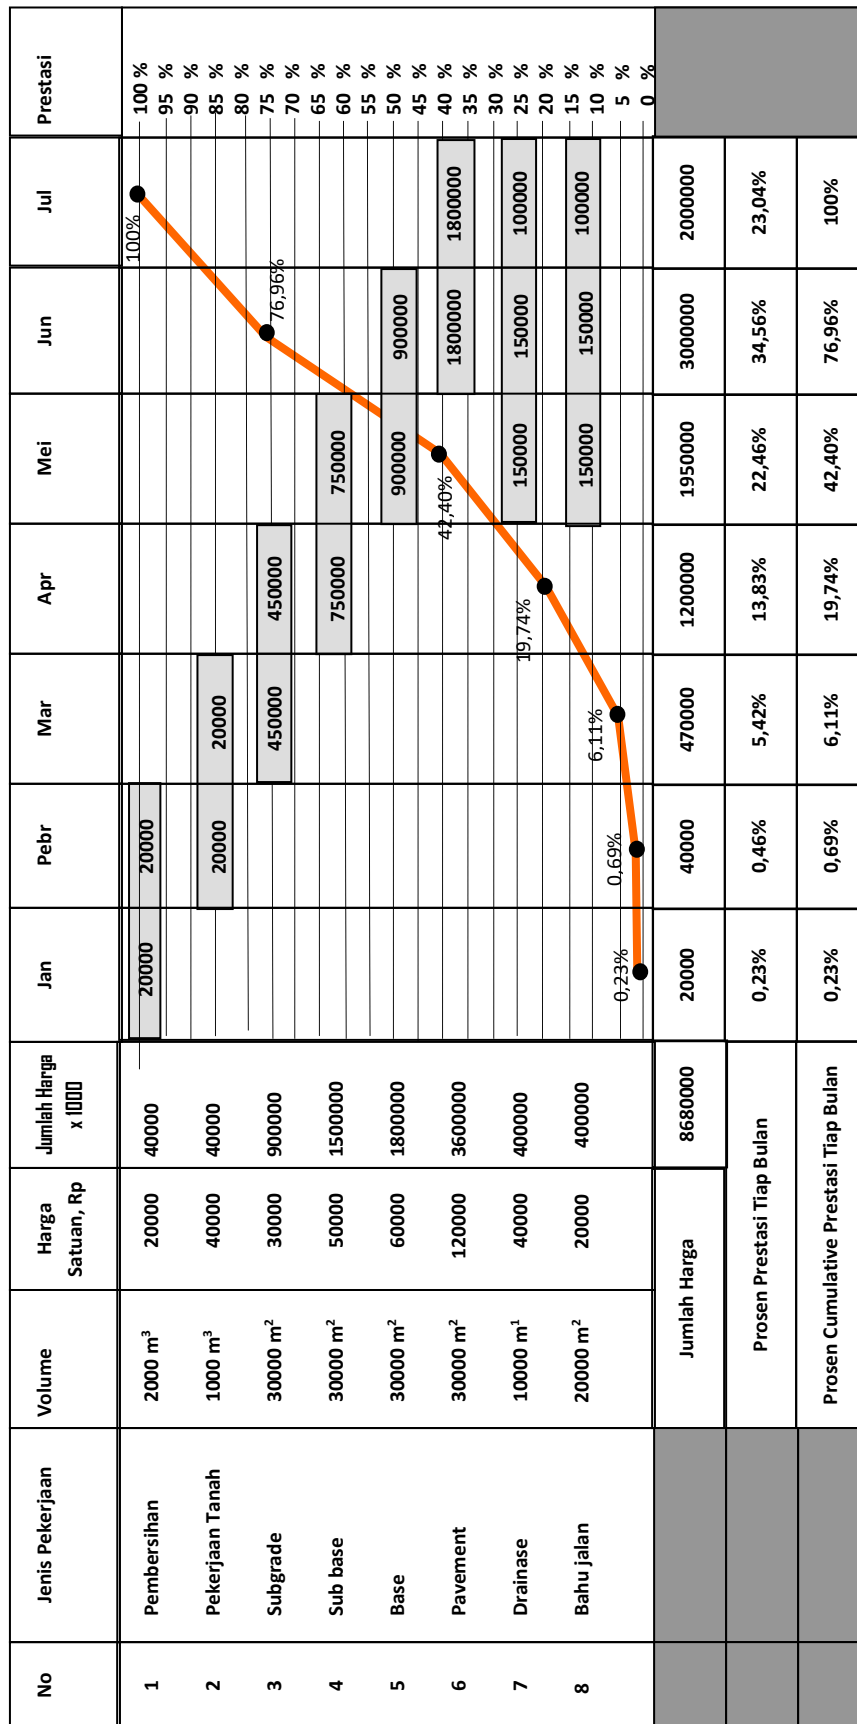 No Jenis Pekerjaan Volume Harga Satuan, Rp Jumlah Harga x 1000 Jan Pebr Mar Apr Mei Jun Jul Prestasi
1 Pembersihan 2000 m³ 20000 40000 20000 20000
2 Pekerjaan Tanah 1000 m³ 40000 40000 20000 20000
3 Subgrade 30000 m² 30000 900000 450000 450000
4 Sub base 30000 m² 50000 1500000 750000 750000
5 Base 30000 m² 60000 1800000 900000 900000
6 Pavement 30000 m² 120000 3600000 1800000 1800000
7 Drainase 10000 m¹ 40000 400000 150000 150000 100000
8 Bahu jalan 20000 m² 20000 400000 150000 150000 100000
0,23%
0,69%
6,11%
19,74%
42,40%
76,96%
100%
100 %
95 %
90 %
85 %
80 %
75 %
70 %
65 %
60 %
55 %
50 %
45 %
40 %
35 %
30 %
25 %
20 %
15 %
10 %
5 %
0 %
Jumlah Harga 8680000 20000 40000 470000 1200000 1950000 3000000 2000000
Prosen Prestasi Tiap Bulan 0,23% 0,46% 5,42% 13,83% 22,46% 34,56% 23,04%
Prosen Cumulative Prestasi Tiap Bulan 0,23% 0,69% 6,11% 19,74% 42,40% 76,96% 100%